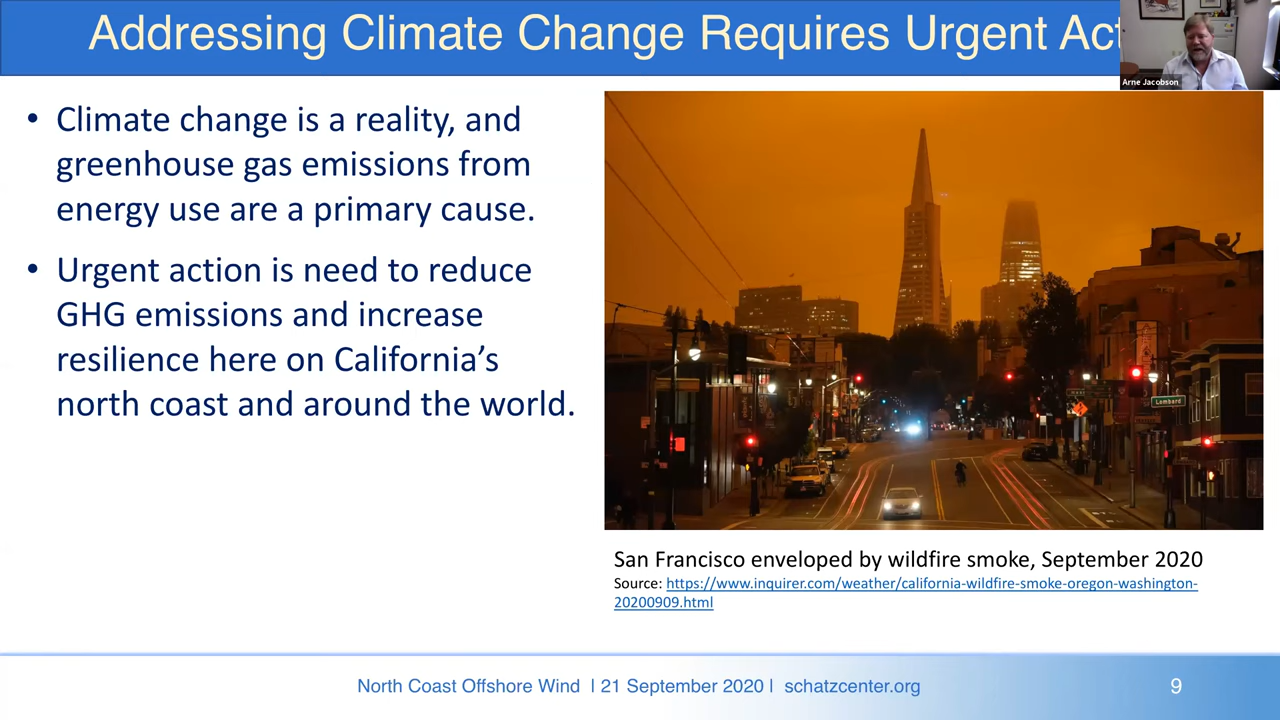 Addressing Climate Change Requires Urgent Act
Arne Jacobson
• Climate change is a reality, and
greenhouse gas emissions from
energy use are a primary cause.
• Urgent action is need to reduce
GHG emissions and increase
resilience here on California’s
north coast and around the world.
Lombard
San Francisco enveloped by wildfire smoke, September 2020
Source: https://www.inquirer.com/weather/california-wildfire-smoke-oregon-washington-
20200909.html
North Coast Offshore Wind | 21 September 2020 | schatzcenter.org
9